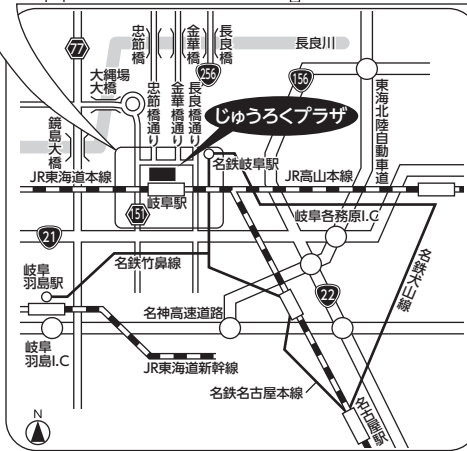 忠節橋
金華橋
長良橋
長良川
77
256
156
大縄場
大橋
忠節橋通り
金華橋通り
長良橋通り
東海北陸自動車道
じゅうろくプラザ
鏡島大橋
名鉄岐阜駅
JR東海道本線
JR高山本線
岐阜駅
151
岐阜各務原I.C
21
名鉄竹鼻線
名鉄犬山線
岐阜
羽島駅
22
名神高速道路
岐阜
羽島I.C
JR東海道新幹線
名鉄名古屋本線
名古屋駅
N